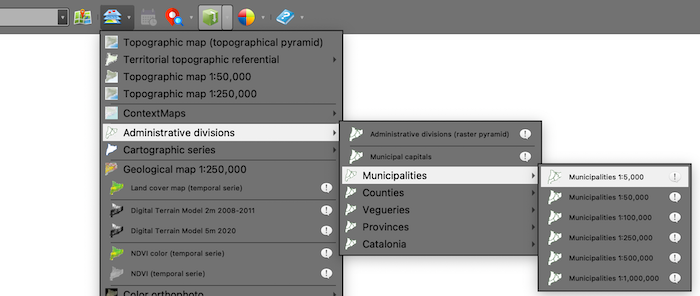 Topographic map (topographical pyramid)
Territorial topographic referential
Topographic map 1:50,000
Topographic map 1:250,000
ContextMaps
Administrative divisions
Cartographic series
Geological map 1:250,000
Land cover map (temporal serie)
Digital Terrain Model 2m 2008-2011
Digital Terrain Model 5m 2020
NDVI color (temporal serie)
NDVI (temporal serie)
Color orthophoto
Administrative divisions (raster pyramid)
Municipal capitals
Municipalities
Counties
Vegueries
Provinces
Catalonia
Municipalities 1:5,000
Municipalities 1:50,000
Municipalities 1:100,000
Municipalities 1:250,000
Municipalities 1:500,000
Municipalities 1:1,000,000